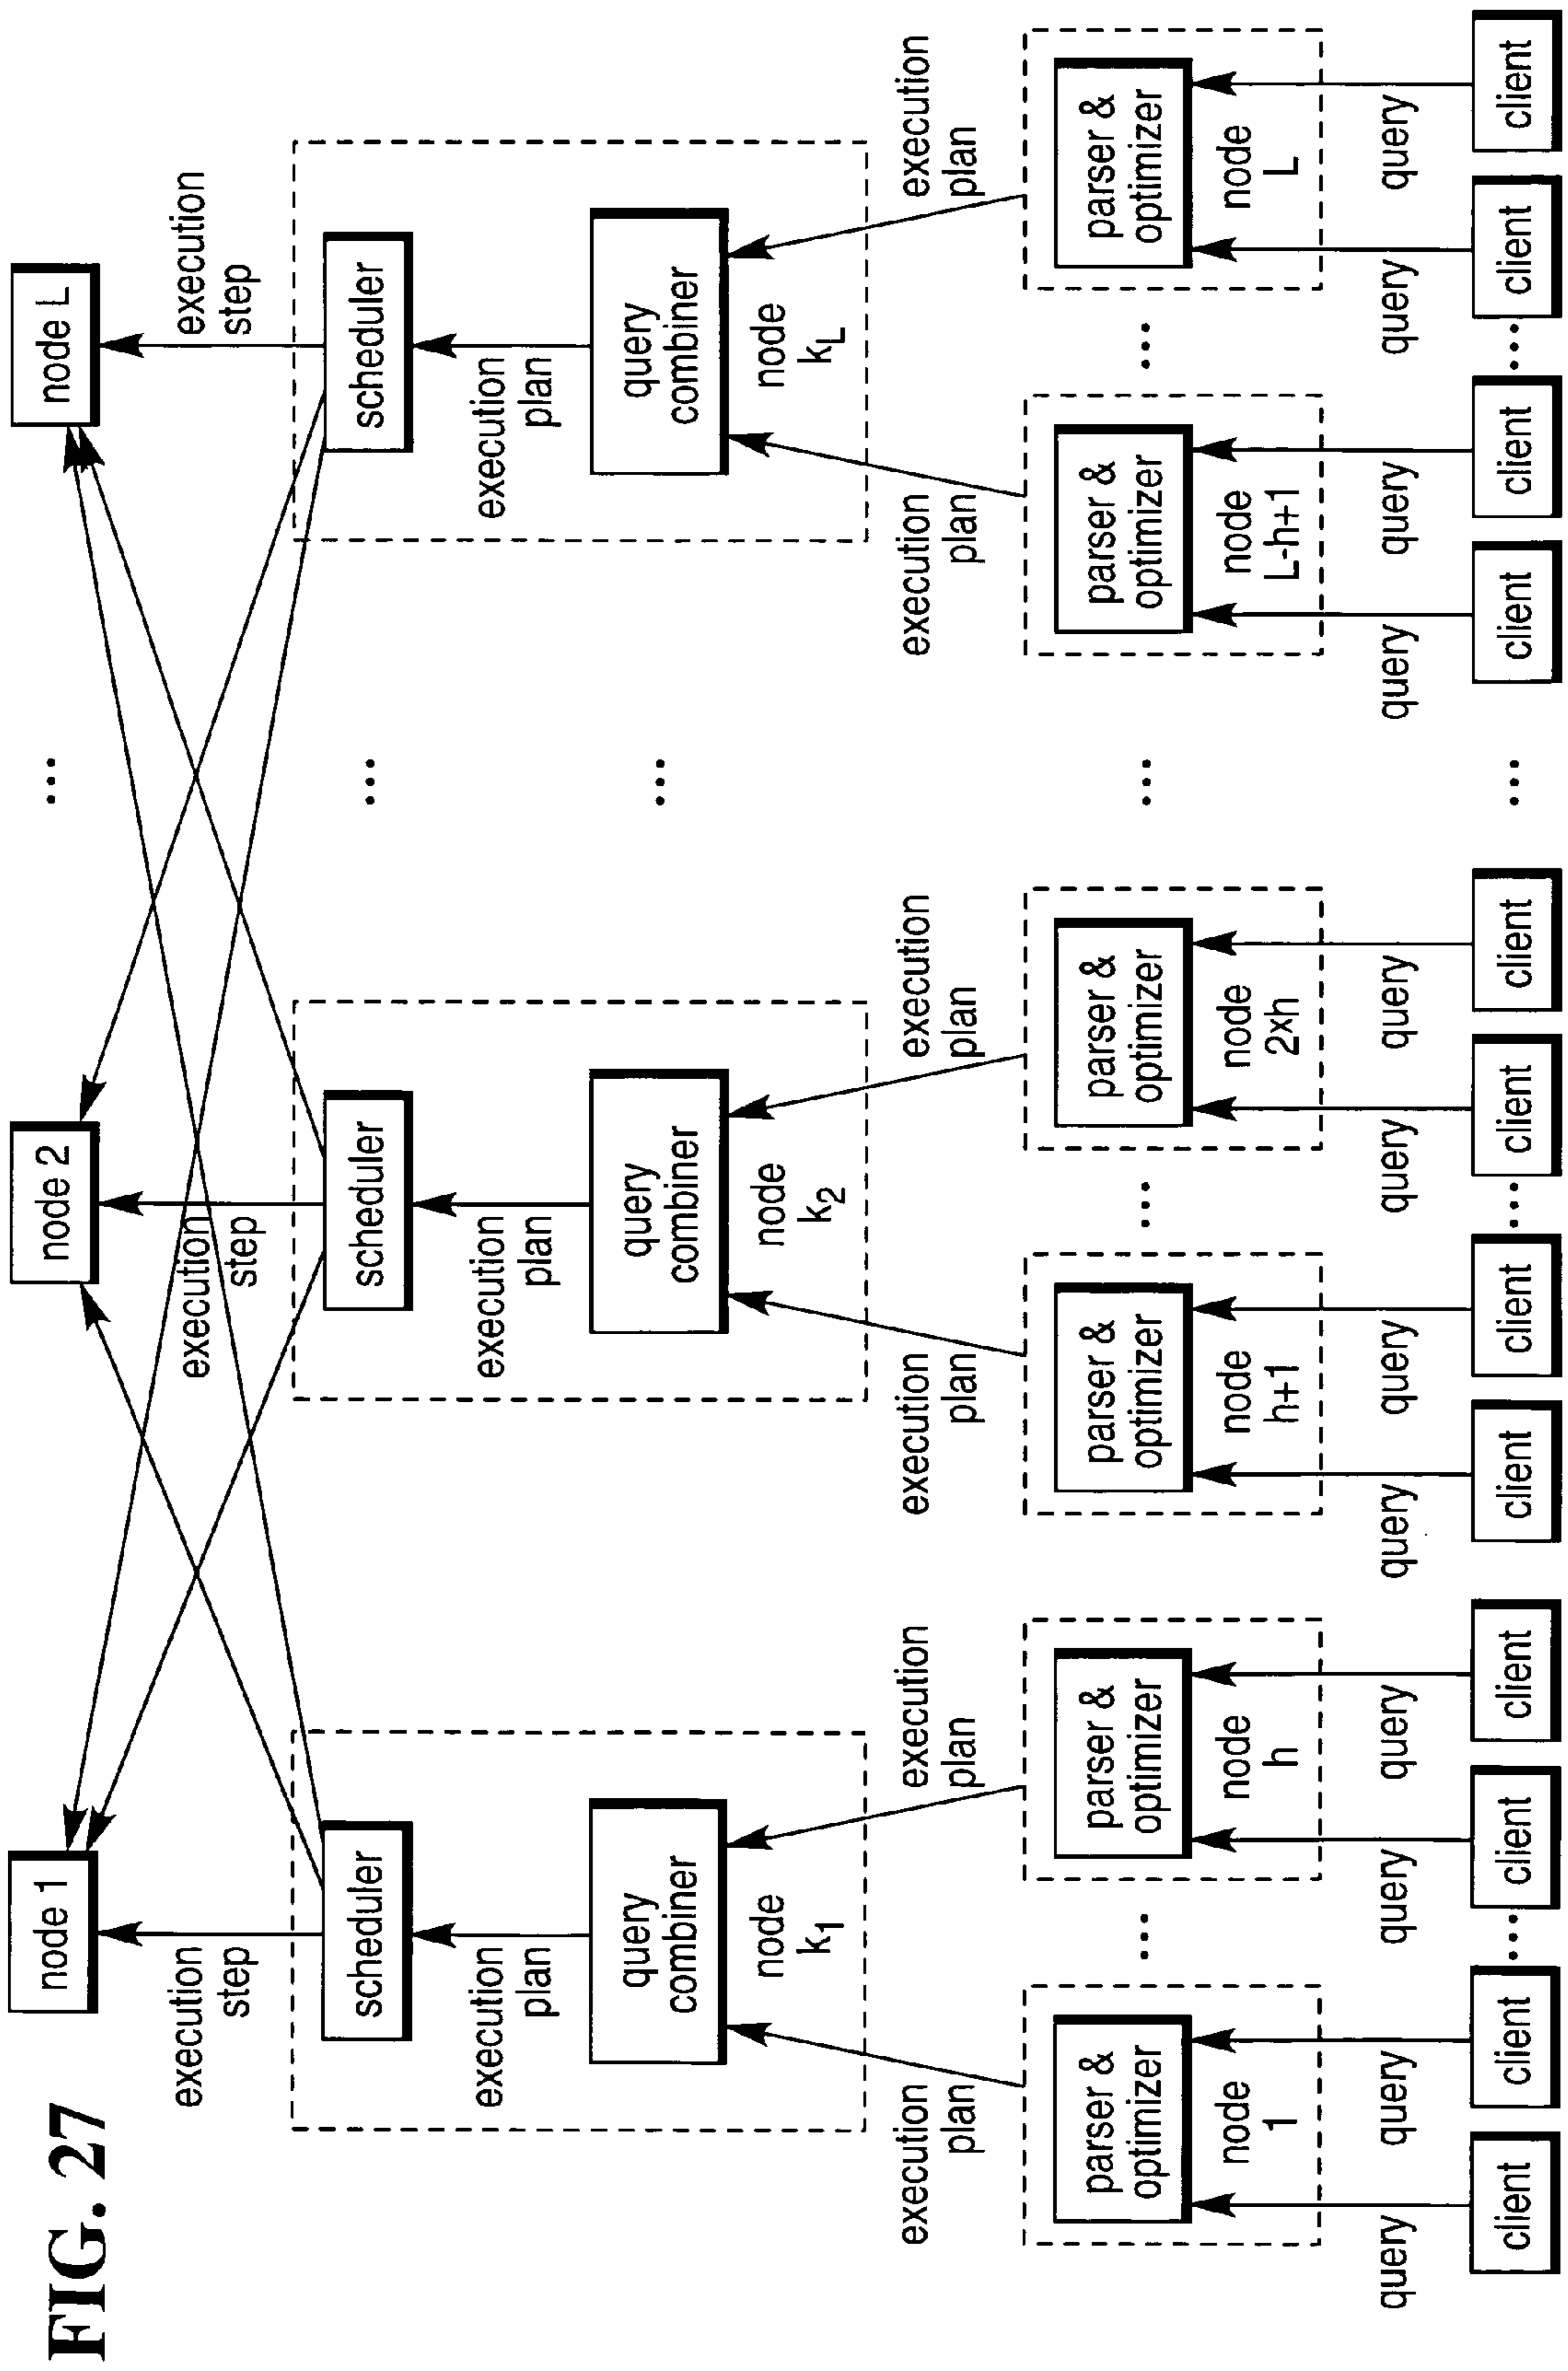 FIG. 27
node 1
node 2
...
node L
execution
step
execution
step
execution
step
scheduler
scheduler
...
scheduler
execution
plan
execution
plan
execution
plan
query
combiner
query
combiner
...
query
combiner
node
k1
node
k2
node
kL
execution
plan
execution
plan
execution
plan
execution
plan
execution
plan
execution
plan
parser &
optimizer
node
1
...
parser &
optimizer
node
h
parser &
optimizer
node
h+1
...
parser &
optimizer
node
2×h
...
parser &
optimizer
node
L-h+1
...
parser &
optimizer
node
L
query
query
query
query
query
query
query
query
query
query
query
query
client
client
...
client
client
client
client
...
client
client
...
client
client
...
client
client